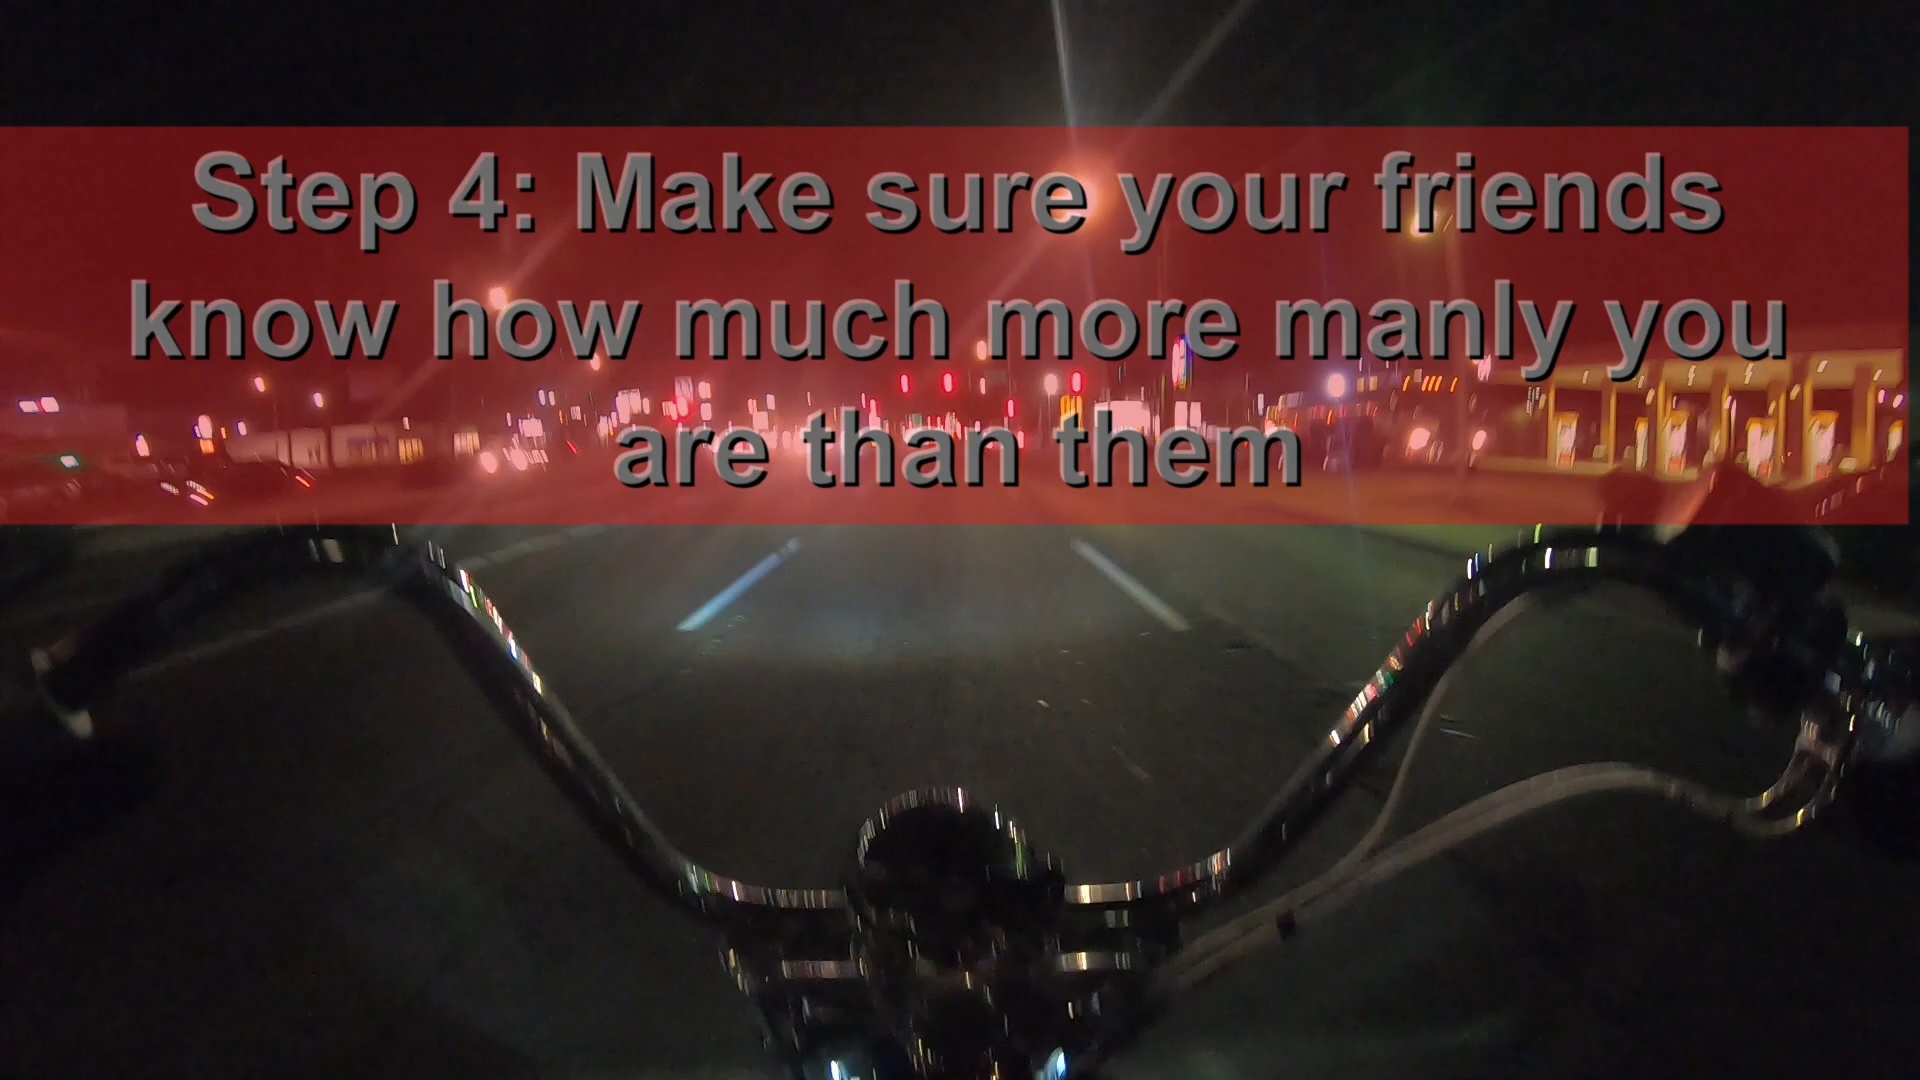 Step 4: Make sure your friends
know how much more manly you
are than them